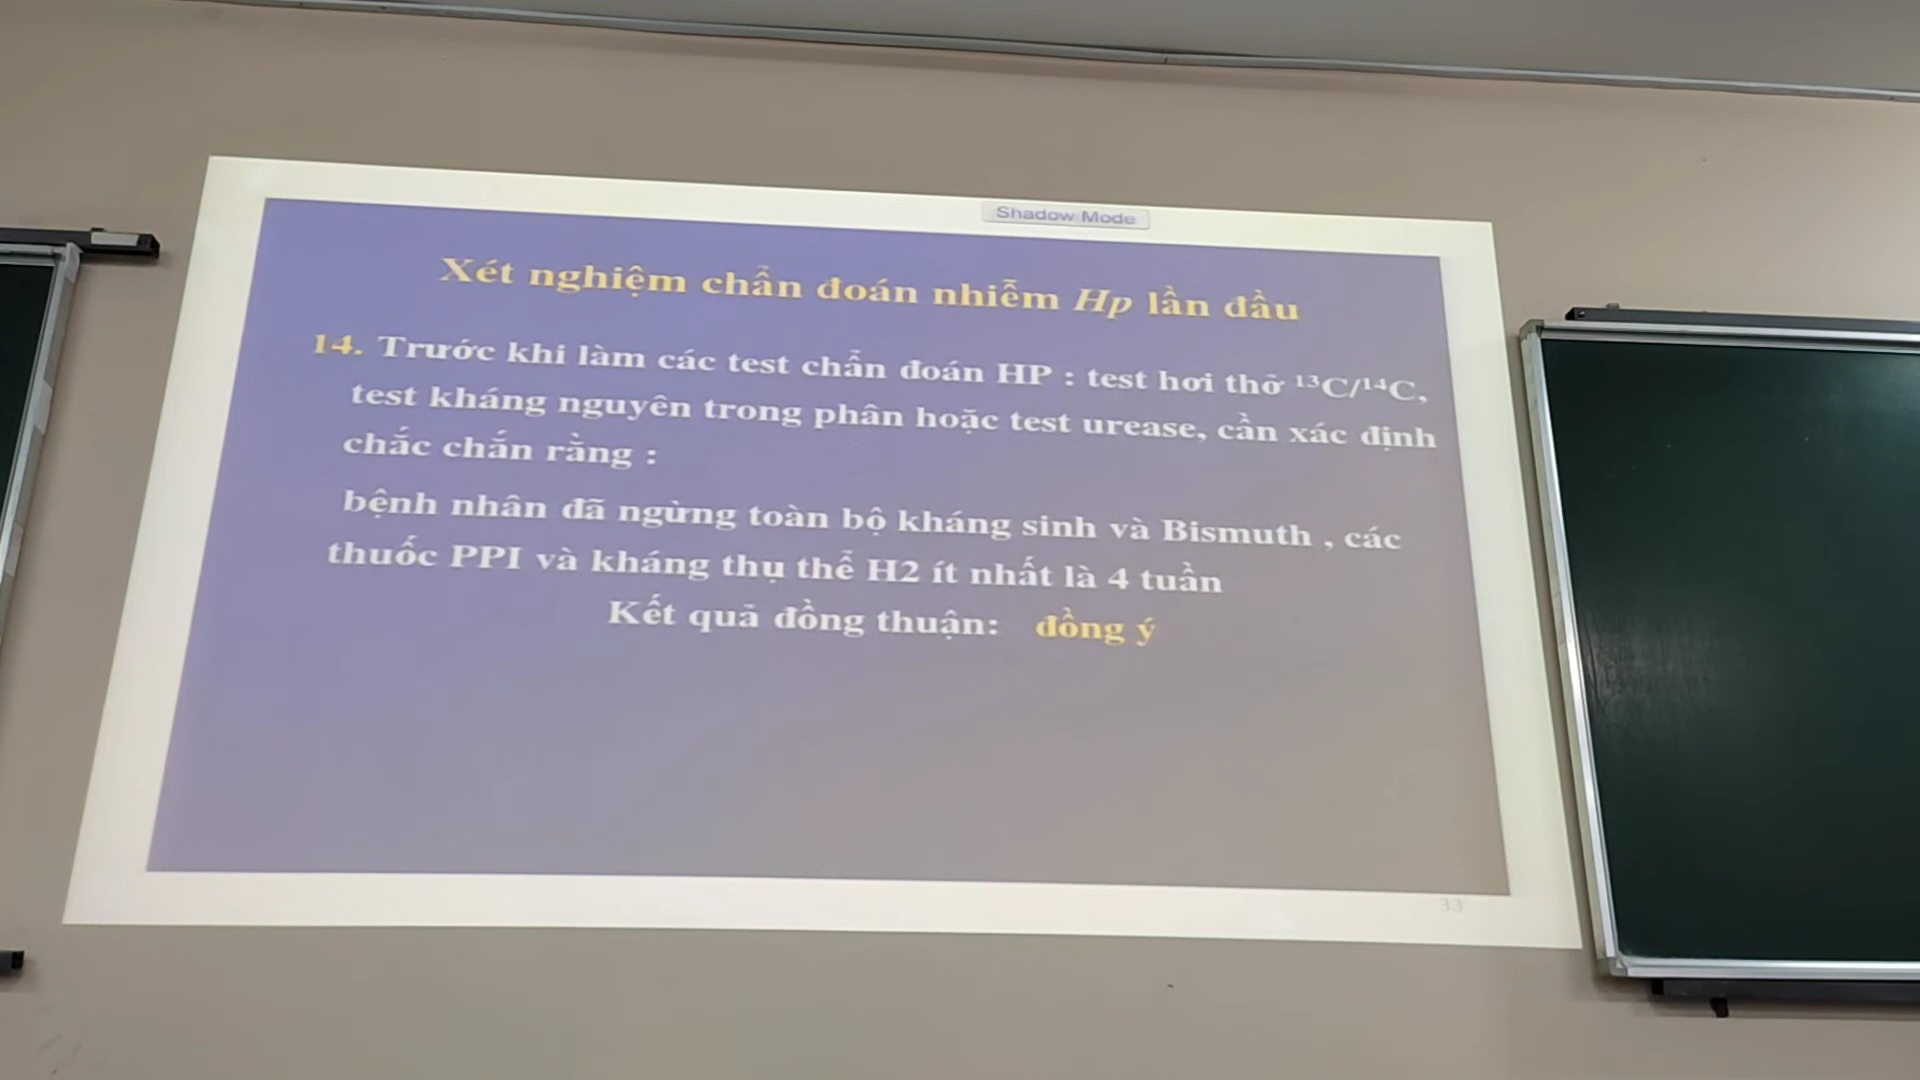 Shadow Mode
Xét nghiệm chẩn đoán nhiễm Hp lần đầu
14. Trước khi làm các test chẩn đoán HP : test hơi thở ¹³C/¹⁴C,
test kháng nguyên trong phân hoặc test urease, cần xác định
chắc chắn rằng :
bệnh nhân đã ngừng toàn bộ kháng sinh và Bismuth , các
thuốc PPI và kháng thụ thể H2 ít nhất là 4 tuần
Kết quả đồng thuận: đồng ý
33